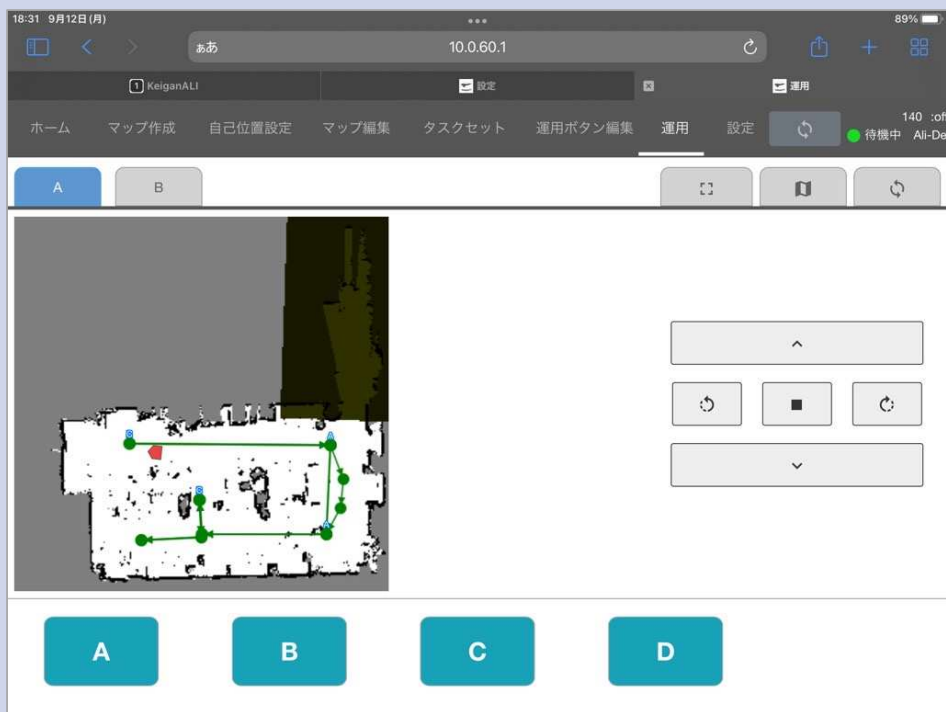 18:31 9月12日(月)
89%
ぁあ
10.0.60.1
1 KeiganALI
設定
運用
ホーム
マップ作成
自己位置設定
マップ編集
タスクセット
運用ボタン編集
運用
設定
140 :off
待機中 Ali-De
A
B
A
B
C
D